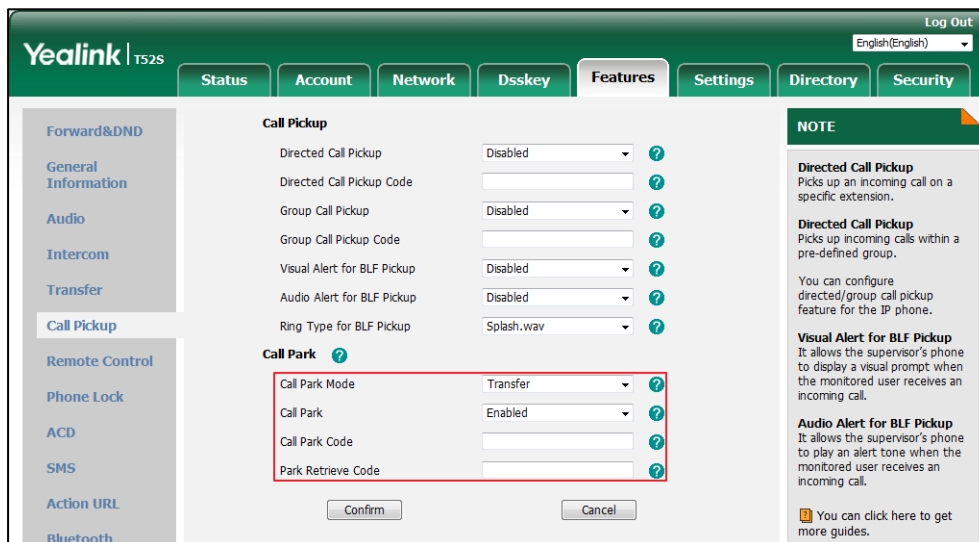 Log Out
Yealink | T52S
English(English)
Status
Account
Network
Dsskey
Features
Settings
Directory
Security
Forward&DND
General
Information
Audio
Intercom
Transfer
Call Pickup
Remote Control
Phone Lock
ACD
SMS
Action URL
Bluetooth
Call Pickup
Directed Call Pickup Disabled
Directed Call Pickup Code
Group Call Pickup Disabled
Group Call Pickup Code
Visual Alert for BLF Pickup Disabled
Audio Alert for BLF Pickup Disabled
Ring Type for BLF Pickup Splash.wav
Call Park
Call Park Mode Transfer
Call Park Enabled
Call Park Code
Park Retrieve Code
Confirm
Cancel
NOTE
Directed Call Pickup
Picks up an incoming call on a
specific extension.
Directed Call Pickup
Picks up incoming calls within a
pre-defined group.
You can configure
directed/group call pickup
feature for the IP phone.
Visual Alert for BLF Pickup
It allows the supervisor's phone
to display a visual prompt when
the monitored user receives an
incoming call.
Audio Alert for BLF Pickup
It allows the supervisor's phone
to play an alert tone when the
monitored user receives an
incoming call.
You can click here to get
more guides.